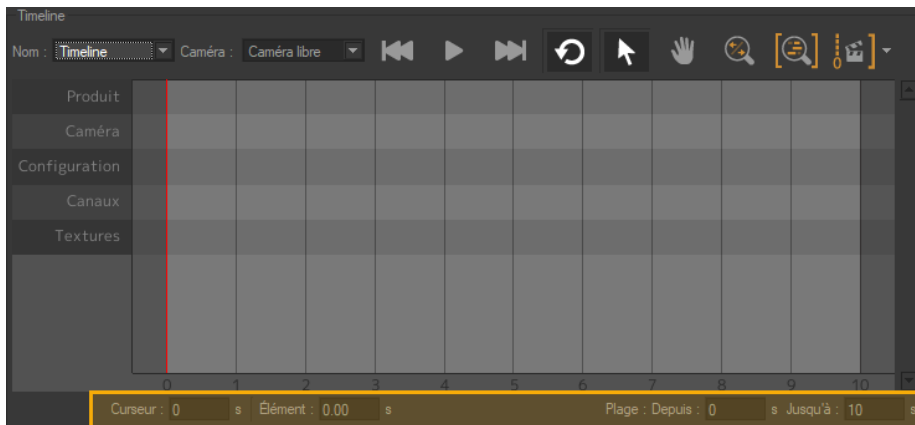 Timeline
Nom : Timeline Caméra : Caméra libre
Produit
Caméra
Configuration
Canaux
Textures
0 1 2 3 4 5 6 7 8 9 10
Curseur : 0 s Élément : 0.00 s Plage : Depuis : 0 s Jusqu'à : 10 s